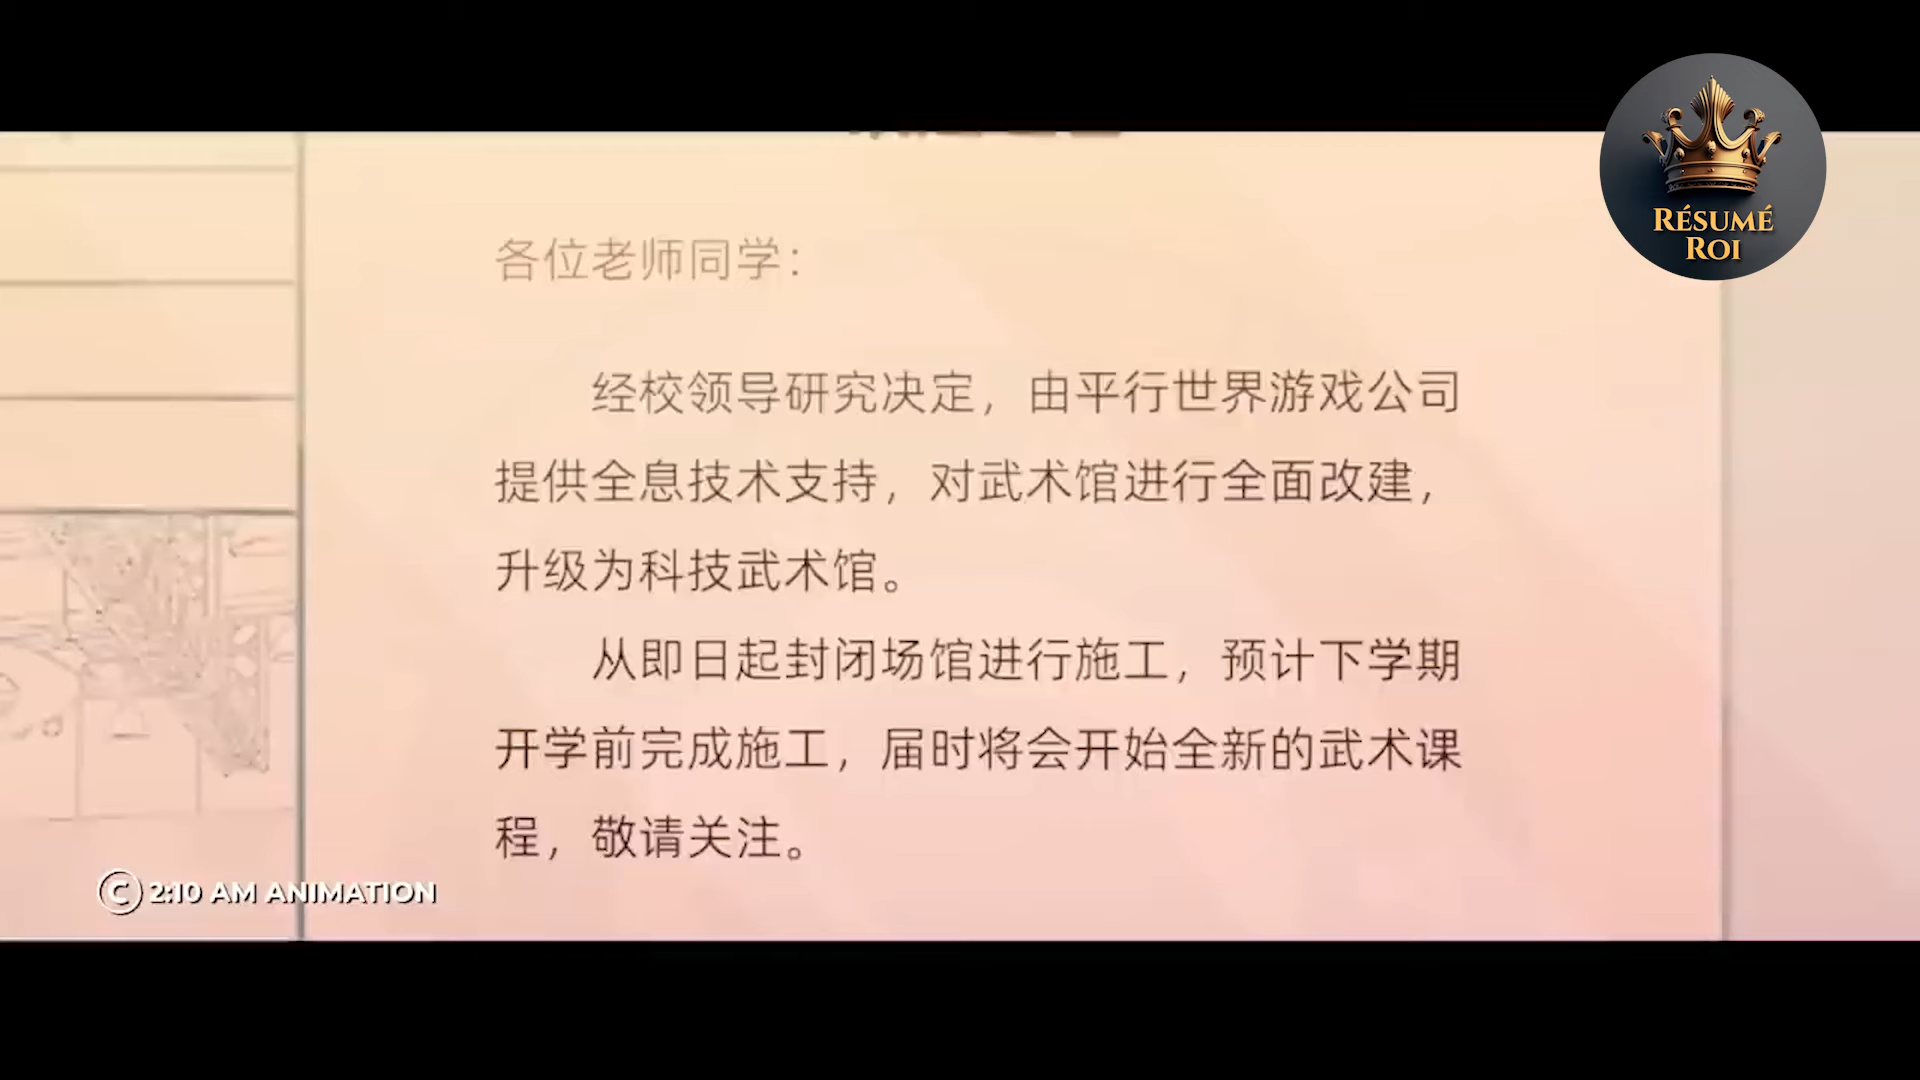 RÉSUMÉ
ROI
各位老师同学：
经校领导研究决定，由平行世界游戏公司
提供全息技术支持，对武术馆进行全面改建，
升级为科技武术馆。
从即日起封闭场馆进行施工，预计下学期
开学前完成施工，届时将会开始全新的武术课
程，敬请关注。
© 2:10 AM ANIMATION